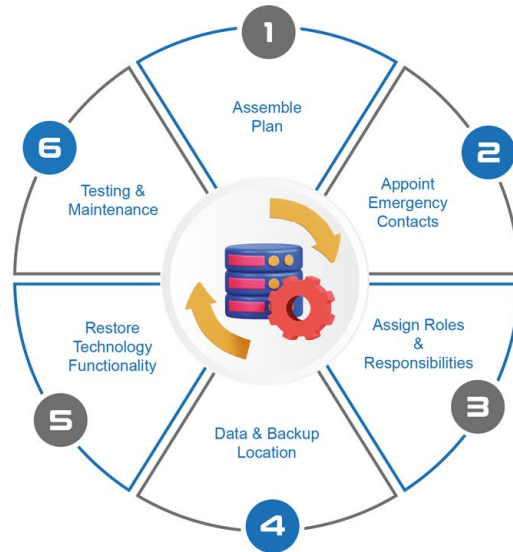 1
Assemble
Plan
2
Appoint
Emergency
Contacts
3
Assign Roles
&
Responsibilities
4
Data & Backup
Location
5
Restore
Technology
Functionality
6
Testing &
Maintenance